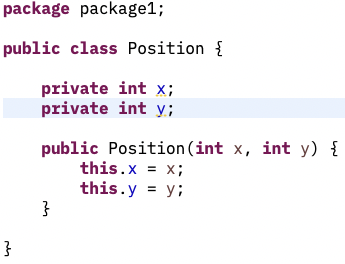 package package1;
public class Position {
private int x;
private int y;
public Position(int x, int y) {
this.x = x;
this.y = y;
}
}